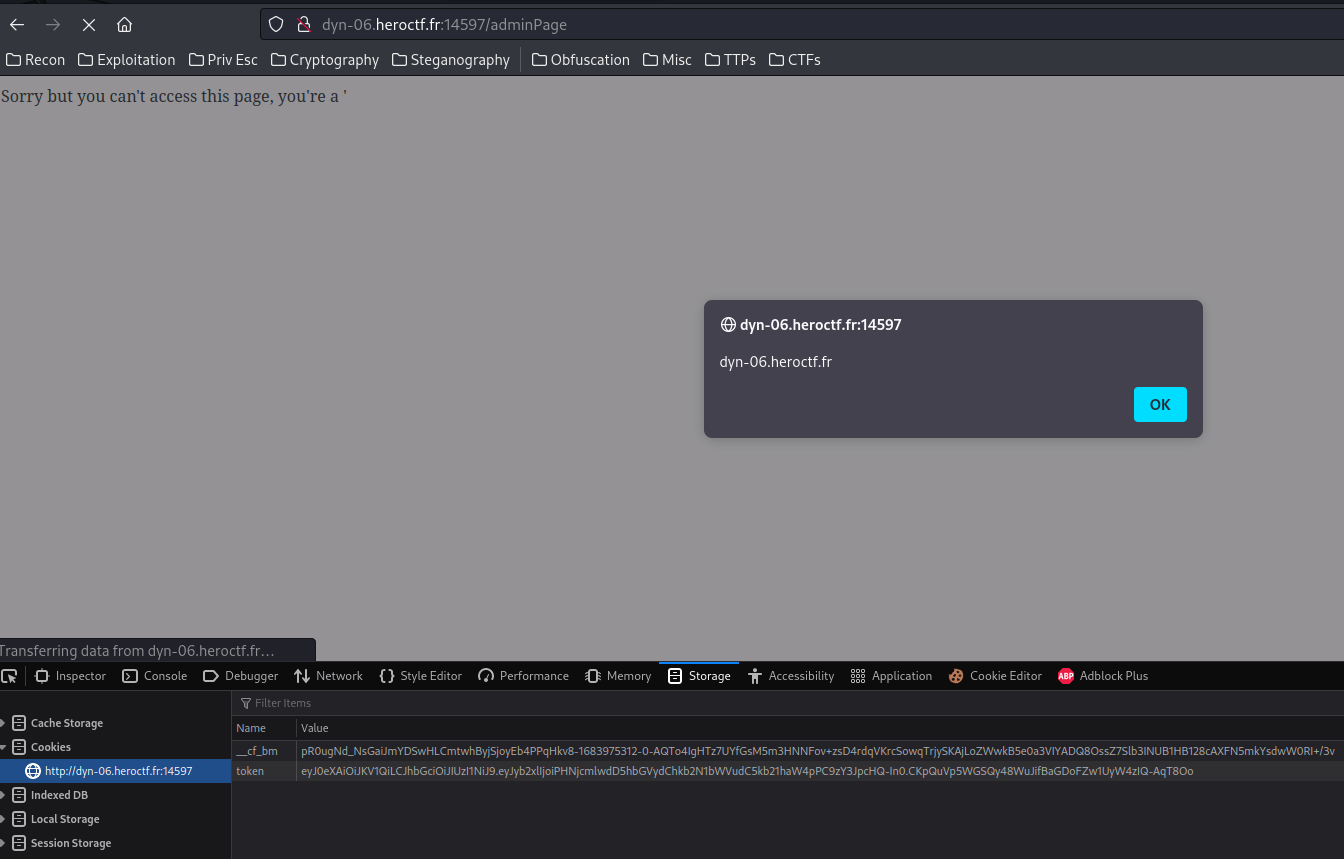 dyn-06.heroctf.fr:14597/adminPage
Recon Exploitation Priv Esc Cryptography Steganography Obfuscation Misc TTPs CTFs
Sorry but you can't access this page, you're a '
dyn-06.heroctf.fr:14597
dyn-06.heroctf.fr
OK
Transferring data from dyn-06.heroctf.fr…
Inspector Console Debugger Network Style Editor Performance Memory Storage Accessibility Application Cookie Editor ABP Adblock Plus
Filter Items
Name Value
Cache Storage
Cookies
http://dyn-06.heroctf.fr:14597
Indexed DB
Local Storage
Session Storage
__cf_bm pR0ugNd_NsGaiJmYDSwHLCmtwhByjSjoyEb4PPqHkv8-1683975312-0-AQTo4IgHTz7UYfGsM5m3HNNFov+zsD4rdqVKrcSowqTrjySKAjLoZWwkB5e0a3VIYADQ8OssZ7Slb3INUB1HB128cAXFN5mkYsdwW0RI+/3v
token eyJ0eXAiOiJKV1QiLCJhbGciOiJIUzI1NiJ9.eyJyb2xlIjoiPHNjcmlwdD5hbGVydChkb2N1bWVudC5kb21haW4pPC9zY3JpcHQ-In0.CKpQuVp5WGSQy48WuJifBaGDoFZw1UyW4zIQ-AqT8Oo